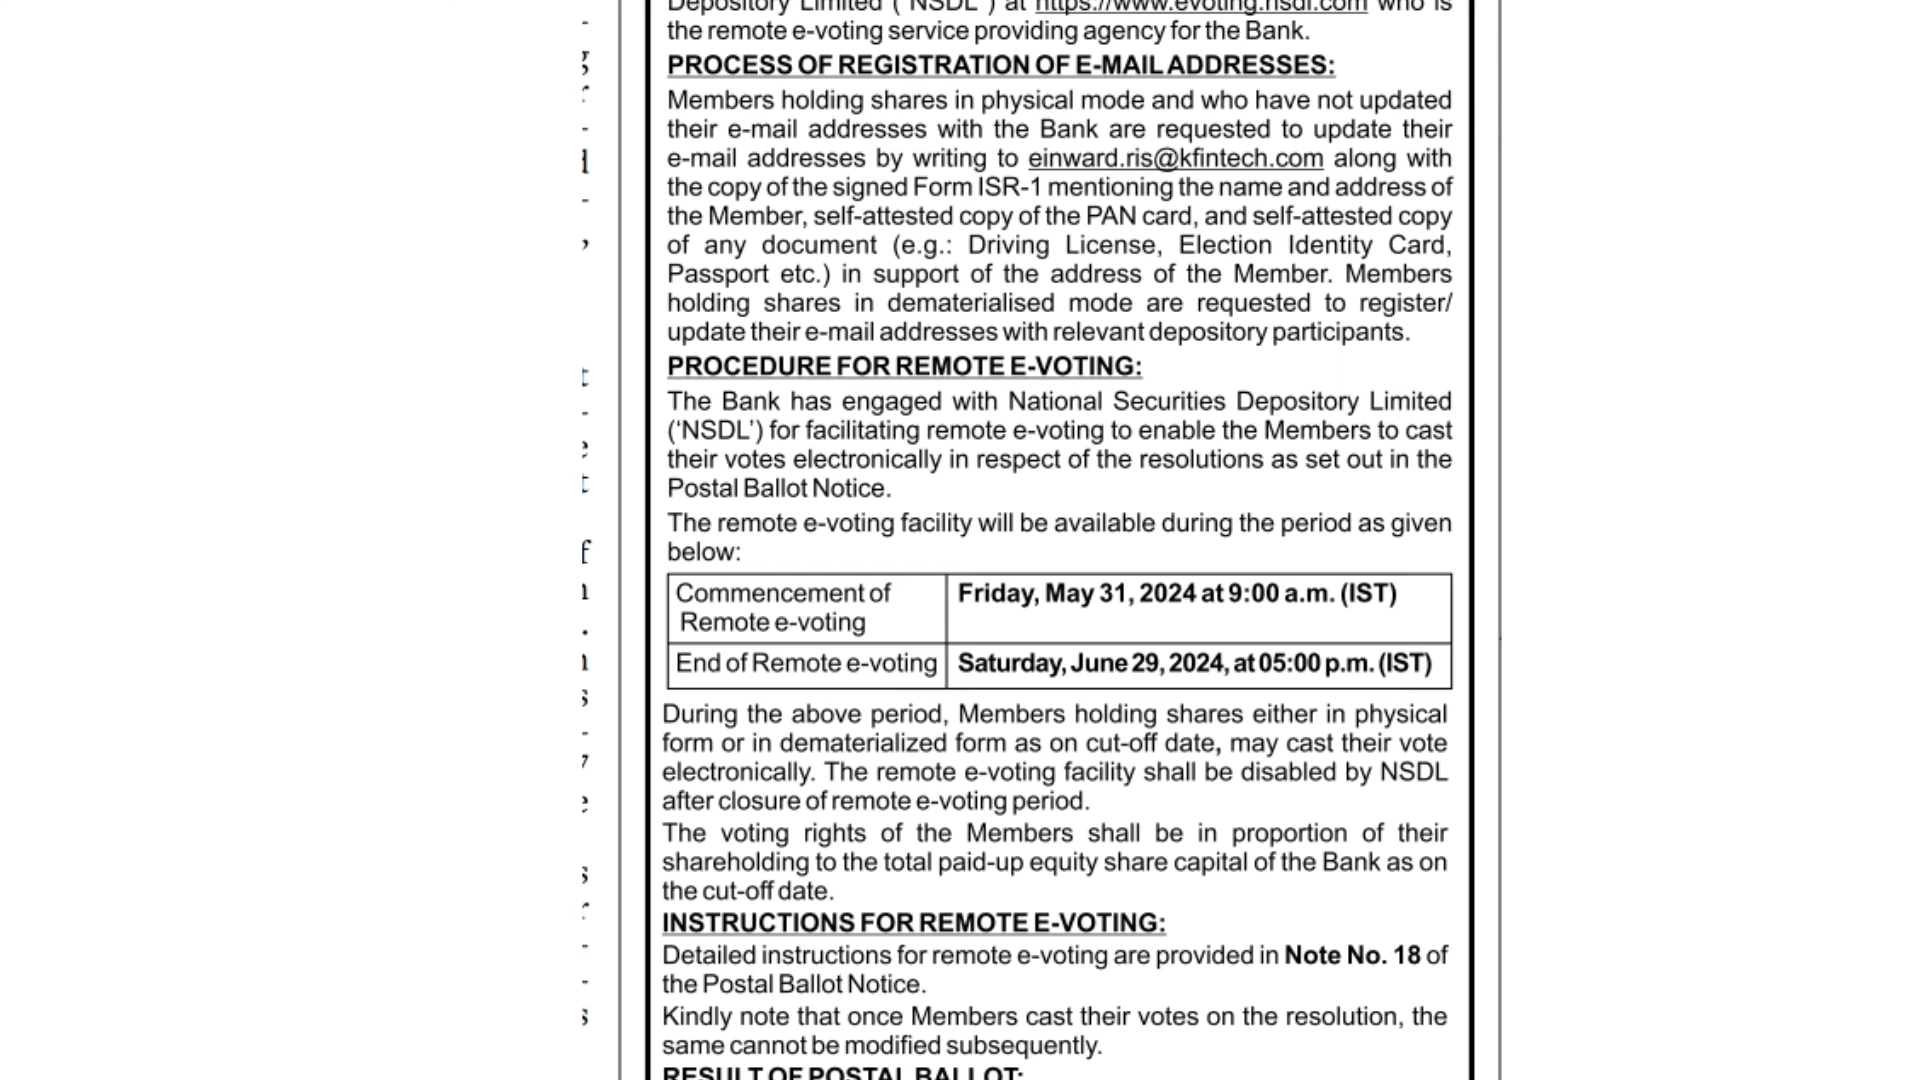 Depository Limited ('NSDL') at https://www.evoting.nsdl.com who is
the remote e-voting service providing agency for the Bank.
PROCESS OF REGISTRATION OF E-MAIL ADDRESSES:
Members holding shares in physical mode and who have not updated
their e-mail addresses with the Bank are requested to update their
e-mail addresses by writing to einward.ris@kfintech.com along with
the copy of the signed Form ISR-1 mentioning the name and address of
the Member, self-attested copy of the PAN card, and self-attested copy
of any document (e.g.: Driving License, Election Identity Card,
Passport etc.) in support of the address of the Member. Members
holding shares in dematerialised mode are requested to register/
update their e-mail addresses with relevant depository participants.
PROCEDURE FOR REMOTE E-VOTING:
The Bank has engaged with National Securities Depository Limited
(‘NSDL’) for facilitating remote e-voting to enable the Members to cast
their votes electronically in respect of the resolutions as set out in the
Postal Ballot Notice.
The remote e-voting facility will be available during the period as given
below:
Commencement of
Remote e-voting
Friday, May 31, 2024 at 9:00 a.m. (IST)
End of Remote e-voting
Saturday, June 29, 2024, at 05:00 p.m. (IST)
During the above period, Members holding shares either in physical
form or in dematerialized form as on cut-off date, may cast their vote
electronically. The remote e-voting facility shall be disabled by NSDL
after closure of remote e-voting period.
The voting rights of the Members shall be in proportion of their
shareholding to the total paid-up equity share capital of the Bank as on
the cut-off date.
INSTRUCTIONS FOR REMOTE E-VOTING:
Detailed instructions for remote e-voting are provided in Note No. 18 of
the Postal Ballot Notice.
Kindly note that once Members cast their votes on the resolution, the
same cannot be modified subsequently.
RESULT OF POSTAL BALLOT: